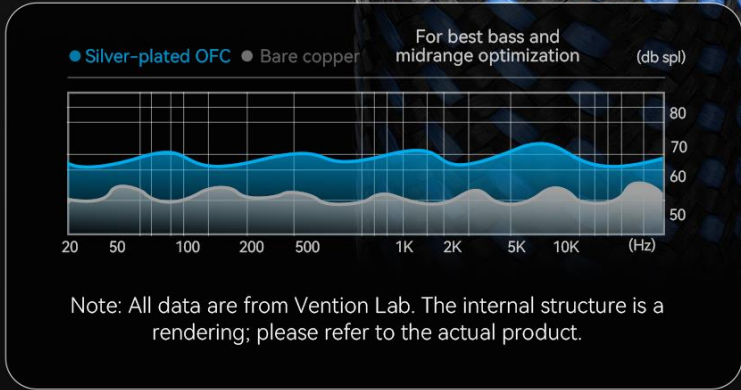 For best bass and
midrange optimization
Silver-plated OFC Bare copper (db spl)
80
70
60
50
20 50 100 200 500 1K 2K 5K 10K (Hz)
Note: All data are from Vention Lab. The internal structure is a
rendering; please refer to the actual product.